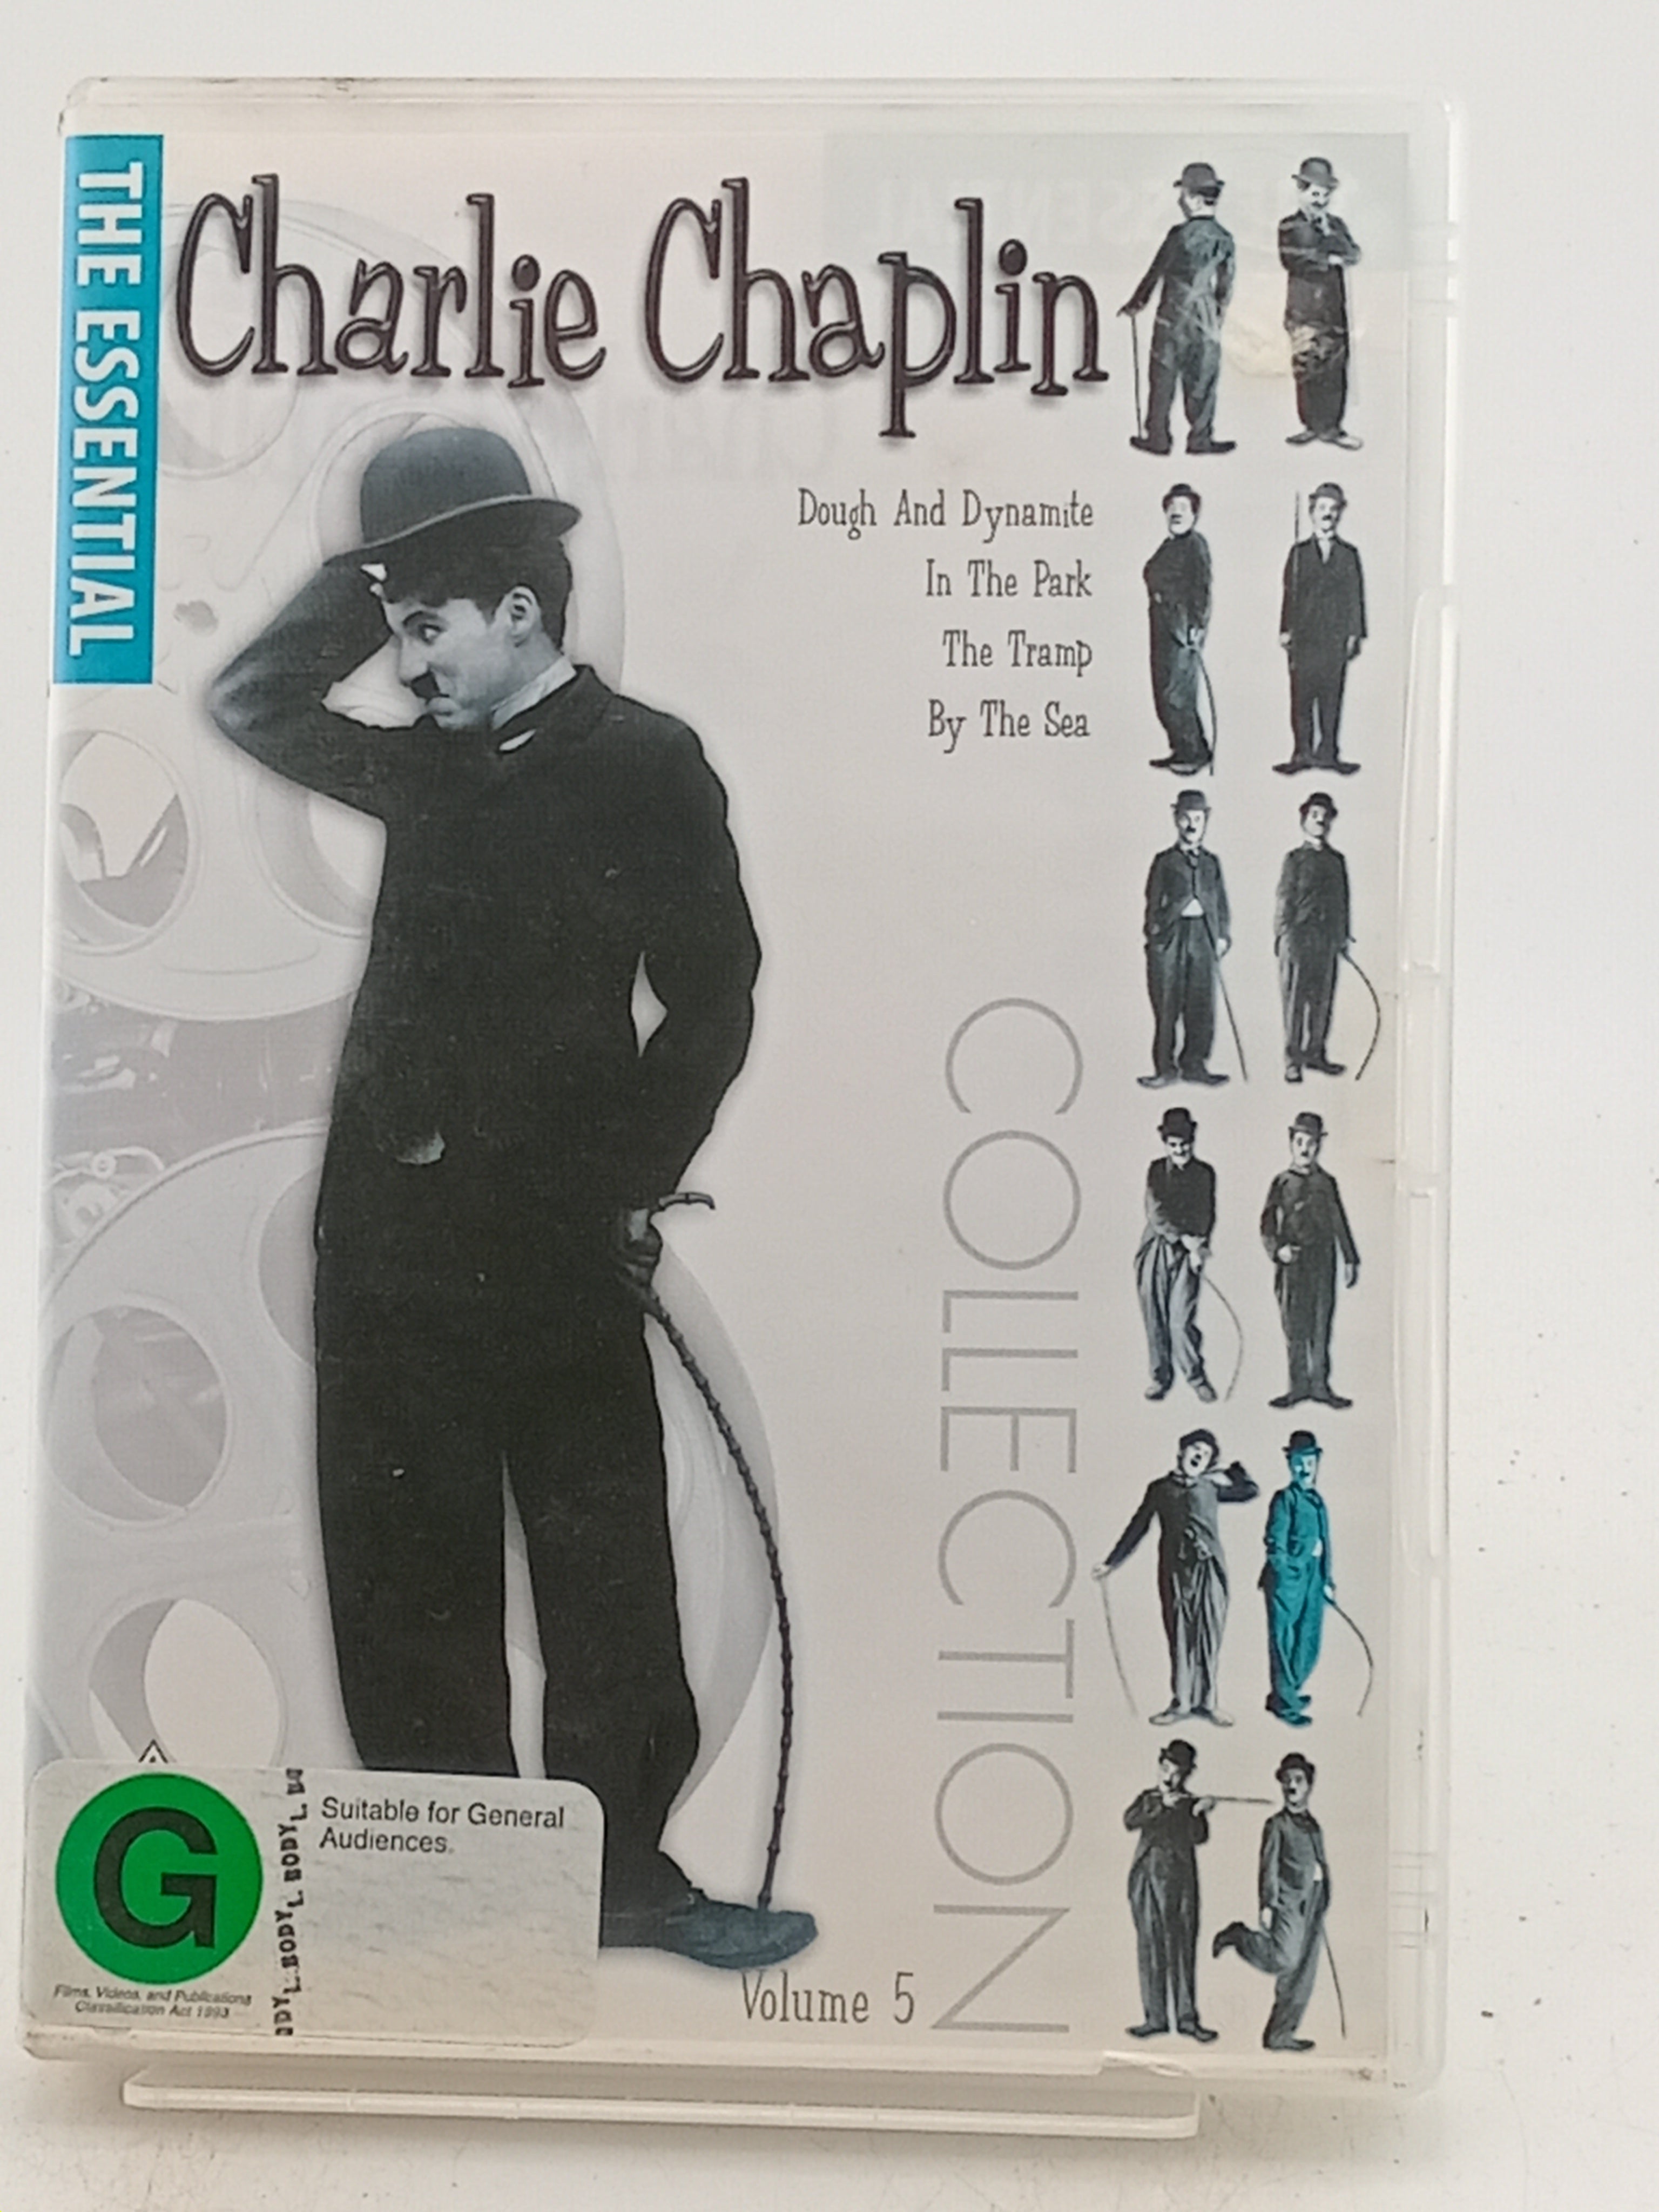 THE ESSENTIAL
Charlie Chaplin
Dough And Dynamite
In The Park
The Tramp
By The Sea
COLLECTION
Volume 5
G
Suitable for General
Audiences.
Films, Videos, and Publications
Classification Act 1993